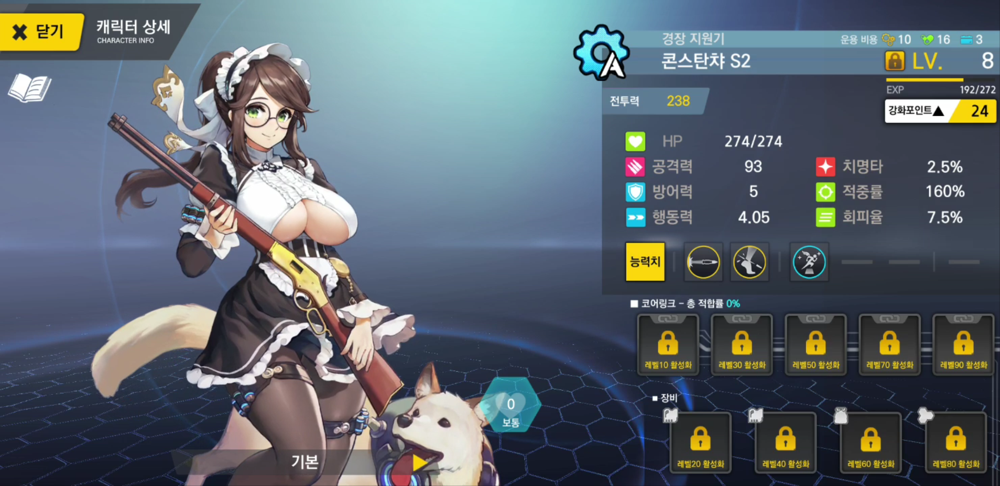 닫기
캐릭터 상세
CHARACTER INFO
경장 지원기
운용 비용 10 16 3
콘스탄챠 S2
LV. 8
A
EXP 192/272
전투력 238
강화포인트▲ 24
HP 274/274
공격력 93 치명타 2.5%
방어력 5 적중률 160%
행동력 4.05 회피율 7.5%
능력치
코어링크 - 총 적합률 0%
레벨10 활성화 레벨30 활성화 레벨50 활성화 레벨70 활성화 레벨90 활성화
장비
0
보통
기본
레벨20 활성화 레벨40 활성화 레벨60 활성화 레벨80 활성화